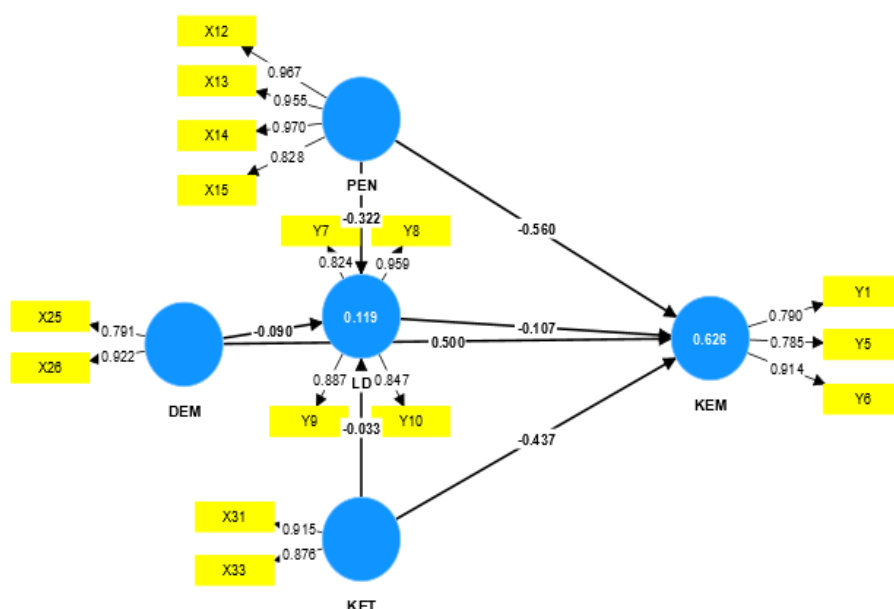 X12
0.967
X13
0.955
X14
0.970
X15
0.828
PEN
-0.322
-0.560
Y7
Y8
0.824
0.959
X25
0.791
X26
0.922
DEM
-0.090
0.119
-0.107
0.500
0.626
KEM
0.790
Y1
0.785
Y5
0.914
Y6
0.887
LD
0.847
Y9
Y10
-0.033
-0.437
X31
0.915
X33
0.876
KET